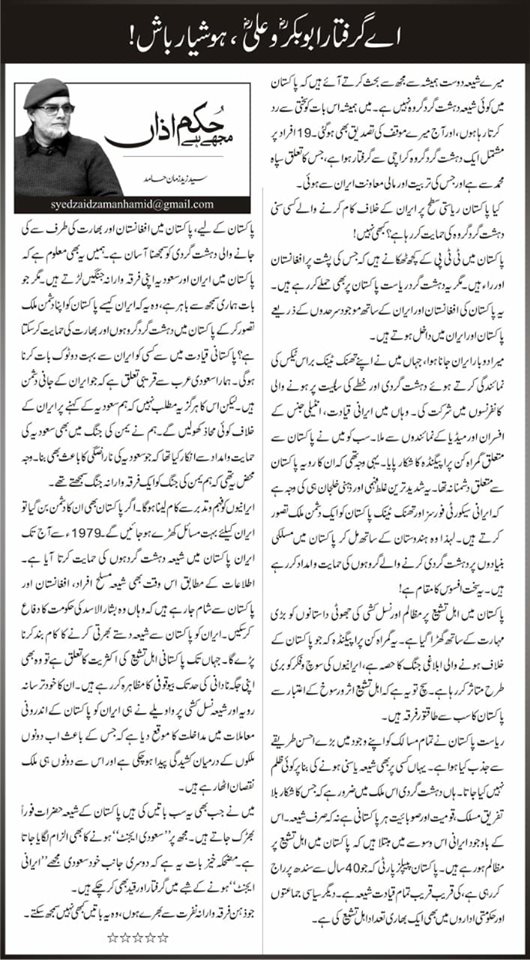 اے گرفتار ابوبکرؓ و علیؓ، ہوشیار باش!
مجھے ہے حُکمِ اذاں
سید زید زمان حامد
syedzaidzamanhamid@gmail.com
میرے شیعہ دوست ہمیشہ سے مجھ سے بحث کرتے آئے ہیں کہ پاکستان
میں کوئی شیعہ دہشت گرد گروہ نہیں ہے۔ میں ہمیشہ اس بات کو سختی سے رد
کرتا رہا ہوں، اور آج میرے موقف کی تصدیق بھی ہوگئی۔ 19 افراد پر
مشتمل ایک دہشت گرد گروہ کراچی سے گرفتار ہوا ہے، جس کا تعلق سپاہ
محمد سے ہے اور جس کی تربیت اور مالی معاونت ایران سے ہوئی۔
کیا پاکستان ریاستی سطح پر ایران کے خلاف کام کرنے والے کسی سنی
دہشت گرد گروہ کی حمایت کر رہا ہے؟ کبھی نہیں!
پاکستان میں ٹی ٹی پی کے کچھ ٹھکانے ہیں کہ جس کی پشت پر افغانستان
اور راء ہیں۔ مگر یہ دہشت گرد ریاست پاکستان پر بھی حملے کر رہے ہیں۔
یہ پاکستان کی افغانستان اور ایران کے ساتھ موجود سرحدوں کے ذریعے
پاکستان اور ایران میں داخل ہوتے ہیں۔
میرا دو بار ایران جانا ہوا، جہاں میں نے اپنے تھنک ٹینک براس ٹیکس کی
نمائندگی کرتے ہوئے دہشت گردی اور خطے کی سلامیت پر ہونے والی
کانفرنسوں میں شرکت کی۔ وہاں میں ایرانی قیادت، انٹیلی جنس کے
افسران اور میڈیا کے نمائندوں سے ملا۔ سب کو میں نے پاکستان سے
متعلق گمراہ کن پراپیگنڈہ کا شکار پایا۔ یہی وجہ تھی کہ ان کا رویہ پاکستان
سے متعلق دشمنانہ تھا۔ یہ شدید ترین غلط فہمی اور ذہنی خلجان ہی کی وجہ ہے
کہ ایرانی سیکورٹی فورسز اور تھنک ٹینک پاکستان کو ایک دشمن ملک تصور
کرتے ہیں۔ لہذا وہ ہندوستان کے ساتھ مل کر پاکستان میں مسلکی
بنیادوں پر دہشت گردی کرنے والے گروہوں کی حمایت و امداد کر رہے
ہیں۔ یہ سخت افسوس کا مقام ہے!
پاکستان میں اہل تشیع پر مظالم اور نسل کشی کی جھوٹی داستانوں کو بڑی
مہارت کے ساتھ گھڑا گیا ہے۔ یہ گمراہ کن پراپیگنڈہ کہ جو پاکستان کے
خلاف ہونے والی ابلاغی جنگ کا حصہ ہے، ایرانیوں کی سوچ و فکر کو بری
طرح متاثر کر رہا ہے۔ سچ تو یہ ہے کہ اہل تشیع اثر و رسوخ کے اعتبار سے
پاکستان کا سب سے طاقتور فرقہ ہیں۔
ریاست پاکستان نے تمام مسالک کو اپنے وجود میں بڑے احسن طریقے
سے جذب کیا ہوا ہے۔ یہاں کسی پر بھی شیعہ یا سنی ہونے کی بناء پر کوئی ظلم
نہیں کیا جاتا۔ ہاں دہشت گردی اس ملک میں ضرور ہے کہ جس کا شکار بلا
تفریق مسلک، قومیت اور صوبائیت ہر پاکستانی ہے نہ کہ صرف شیعہ۔ اس
کے باوجود ایرانی اس وسوسے میں مبتلا ہیں کہ پاکستان میں اہل تشیع پر
مظالم ہو رہے ہیں۔ پاکستان پیپلز پارٹی کہ جو 40 سال سے سندھ پر راج
کر رہی ہے، کی قریب قریب تمام قیادت شیعہ ہے۔ دیگر سیاسی جماعتوں
اور حکومتی اداروں میں بھی ایک بھاری تعداد اہل تشیع کی ہے۔
پاکستان کے لیے، پاکستان میں افغانستان اور بھارت کی طرف سے کی
جانے والی دہشت گردی کو سمجھنا آسان ہے۔ ہمیں یہ بھی معلوم ہے کہ
پاکستان میں ایران اور سعودیہ اپنی فرقہ وارانہ جنگیں لڑتے ہیں۔ مگر جو
بات ہماری سمجھ سے باہر ہے، وہ یہ کہ ایران کیسے پاکستان کو اپنا دشمن ملک
تصور کر کے پاکستان میں دہشت گرد گروہوں اور بھارت کی حمایت کر سکتا
ہے؟ پاکستانی قیادت میں سے کسی کو ایران سے بہت دوٹوک بات کرنا
ہوگی۔ ہمارا سعودی عرب سے قریبی تعلق ہے کہ جو ایران کے جانی دشمن
ہیں۔ لیکن اس کا ہرگز یہ مطلب نہیں کہ ہم سعودیہ کے کہنے پر ایران کے
خلاف کوئی محاذ کھولیں گے۔ ہم نے یمن کی جنگ میں بھی سعودیہ کی
حمایت و امداد سے انکار کیا تھا کہ جو سعودیہ کی ناراضگی کا باعث بھی بنا۔ وجہ
محض یہ تھی کہ ہم یمن کی جنگ کو ایک فرقہ وارانہ جنگ سمجھتے تھے۔
ایرانیوں کو فہم و تدبر سے کام لینا ہوگا۔ اگر پاکستان بھی ان کا دشمن بن گیا تو
ایران کیلئے بہت مسائل کھڑے ہو جائیں گے۔ 1979ء سے آج تک
ایران پاکستان میں شیعہ دہشت گردوہوں کی حمایت کرتا آیا ہے۔
اطلاعات کے مطابق اس وقت بھی شیعہ مسلح افراد، افغانستان اور
پاکستان سے شام جا رہے ہیں کہ وہاں وہ بشار الاسد کی حکومت کا دفاع
کر سکیں۔ ایران کو پاکستان سے شیعہ دستے بھرتی کرنے کا کام بند کرنا
پڑے گا۔ جہاں تک پاکستانی اہل تشیع کی اکثریت کا تعلق ہے تو وہ بھی
اپنی جگہ نادانی کی حد تک بیوقوفی کا مظاہرہ کر رہے ہیں۔ ان کا خود ترسانہ
رویہ اور شیعہ نسل کشی پر واویلے نے ہی ایران کو پاکستان کے اندرونی
معاملات میں مداخلت کا موقع دیا ہے کہ جس کے باعث اب دونوں
ملکوں کے درمیان کشیدگی پیدا ہو چکی ہے اور اس سے دونوں ہی ملک
نقصان اٹھا رہے ہیں۔
میں نے جب بھی یہ سب باتیں کی ہیں پاکستان کے شیعہ حضرات فوراً
بھڑک جاتے ہیں۔ مجھ پر ”سعودی ایجنٹ“ ہونے کا بھی الزام لگایا جاتا
ہے۔ مضحکہ خیز بات یہ ہے کہ دوسری جانب خود سعودی مجھے ”ایرانی
ایجنٹ“ ہونے کے شبے میں گرفتار اور قید بھی کر چکے ہیں۔
جو ذہن فرقہ وارانہ نفرت سے بھرے ہوں، وہ یہ باتیں کبھی نہیں سمجھ سکتے۔
☆☆☆☆☆